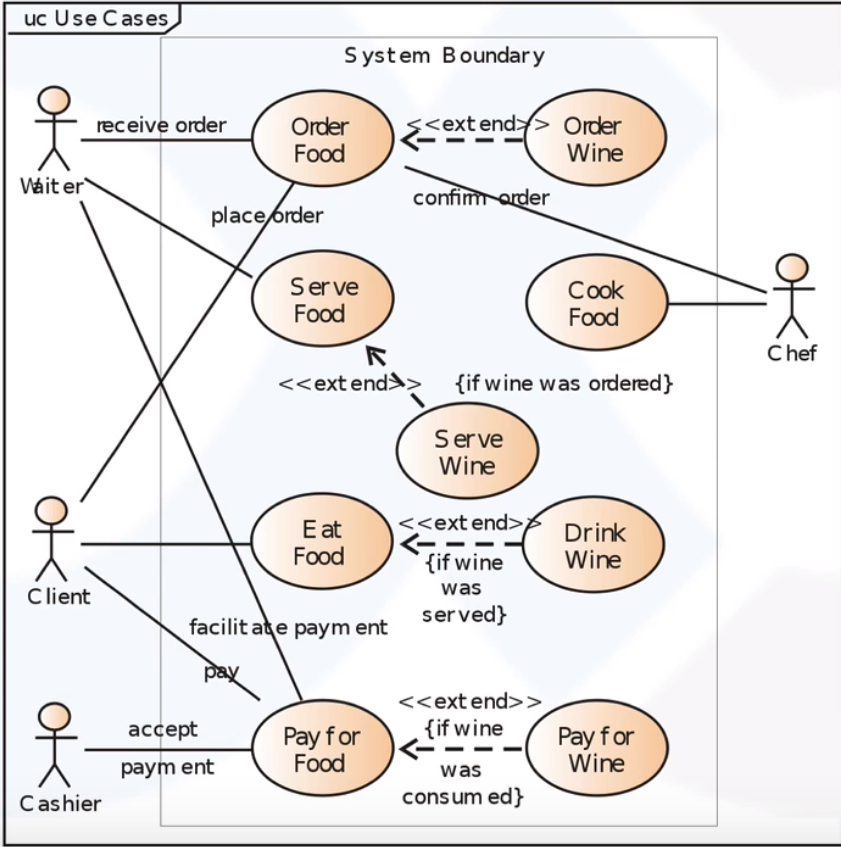 uc Use Cases
System Boundary
receive order
Order
Food
<<extend>>
Order
Wine
Waiter
confirm order
place order
Serve
Food
Cook
Food
Chef
<<extend>>
{if wine was ordered}
Serve
Wine
Client
Eat
Food
<<extend>>
{if wine
was
served}
Drink
Wine
facilitate payment
pay
accept
payment
Cashier
Pay for
Food
<<extend>>
{if wine
was
consumed}
Pay for
Wine